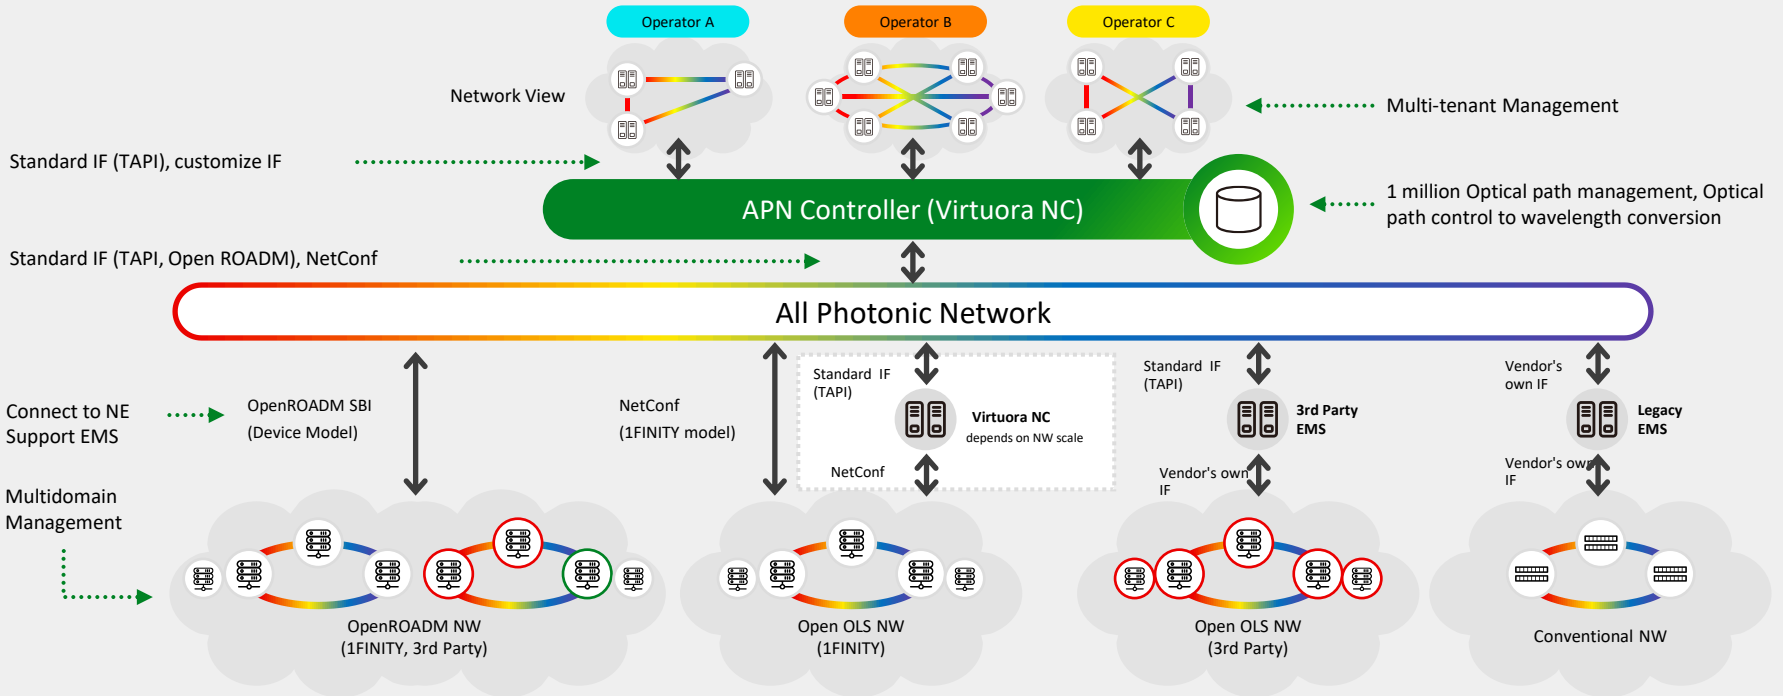 Operator A
Operator B
Operator C
Network View
Multi-tenant Management
Standard IF (TAPI), customize IF
APN Controller (Virtuora NC)
1 million Optical path management, Optical
path control to wavelength conversion
Standard IF (TAPI, Open ROADM), NetConf
All Photonic Network
Connect to NE
Support EMS
OpenROADM SBI
(Device Model)
NetConf
(1FINITY model)
Standard IF
(TAPI)
Virtuora NC
depends on NW scale
NetConf
Standard IF
(TAPI)
3rd Party
EMS
Vendor's own
IF
Vendor's
own IF
Legacy
EMS
Vendor's own
IF
Multidomain
Management
OpenROADM NW
(1FINITY, 3rd Party)
Open OLS NW
(1FINITY)
Open OLS NW
(3rd Party)
Conventional NW